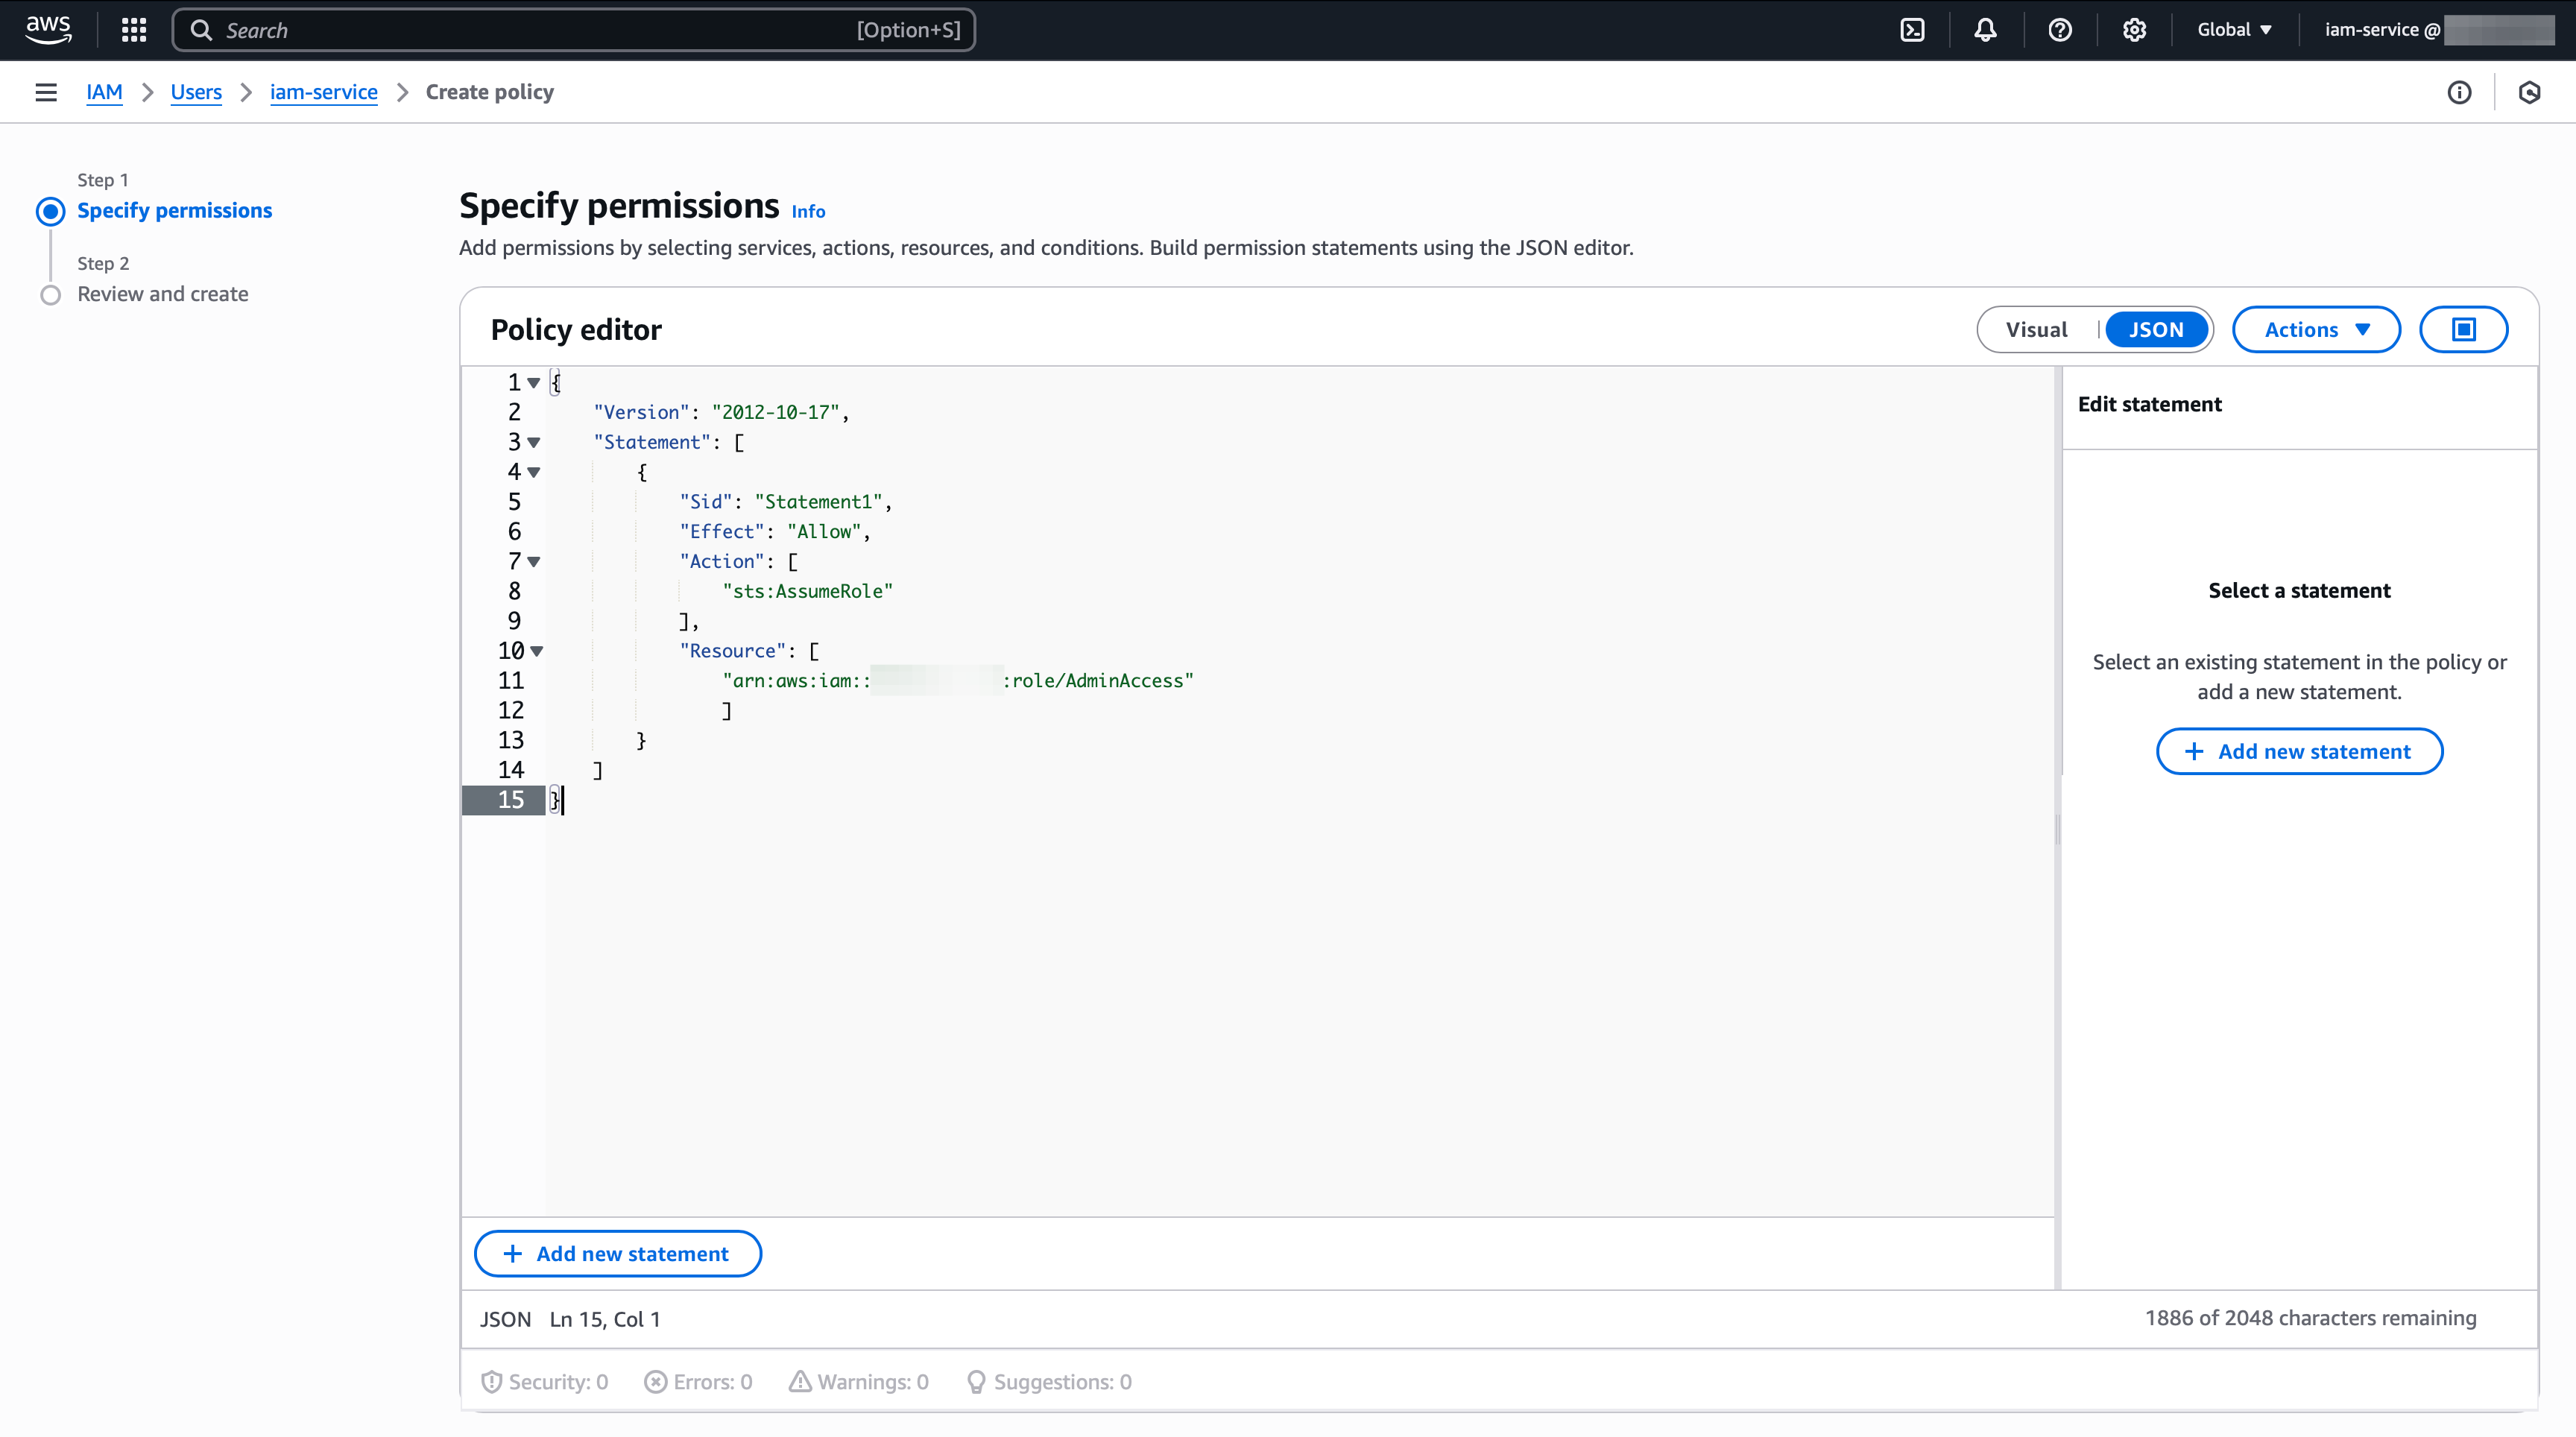 aws
Search [Option+S]
Global
iam-service @
IAM > Users > iam-service > Create policy
Step 1
Specify permissions
Step 2
Review and create
Specify permissions Info
Add permissions by selecting services, actions, resources, and conditions. Build permission statements using the JSON editor.
Policy editor
Visual | JSON
Actions
1 {
2 "Version": "2012-10-17",
3 "Statement": [
4 {
5 "Sid": "Statement1",
6 "Effect": "Allow",
7 "Action": [
8 "sts:AssumeRole"
9 ],
10 "Resource": [
11 "arn:aws:iam:: :role/AdminAccess"
12 ]
13 }
14 ]
15 }
Edit statement
Select a statement
Select an existing statement in the policy or
add a new statement.
+ Add new statement
+ Add new statement
JSON Ln 15, Col 1
1886 of 2048 characters remaining
Security: 0 Errors: 0 Warnings: 0 Suggestions: 0